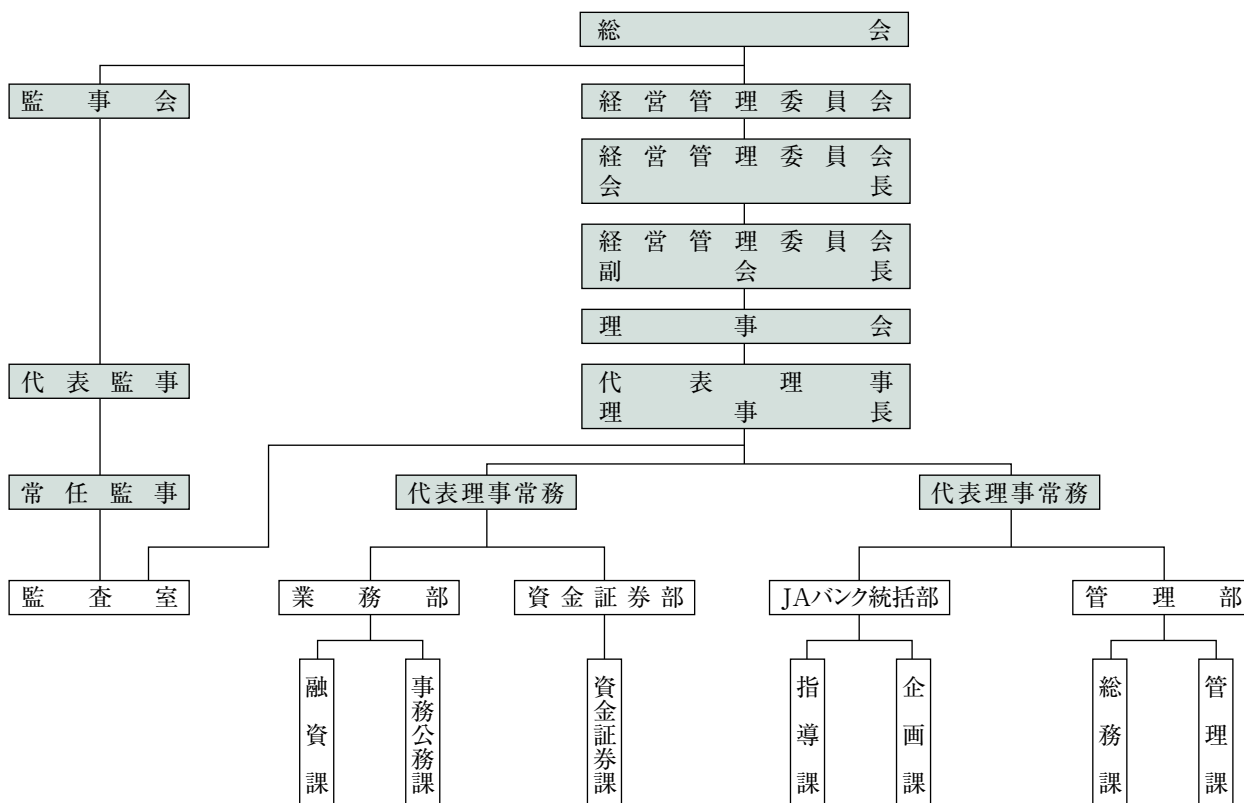 総会
監事会
経営管理委員会
経営管理委員会
会長
経営管理委員会
副会長
理事会
代表監事
代表理事
理事長
常任監事
代表理事常務
代表理事常務
監査室
業務部
資金証券部
JAバンク統括部
管理部
融資課
事務公務課
資金証券課
指導課
企画課
総務課
管理課